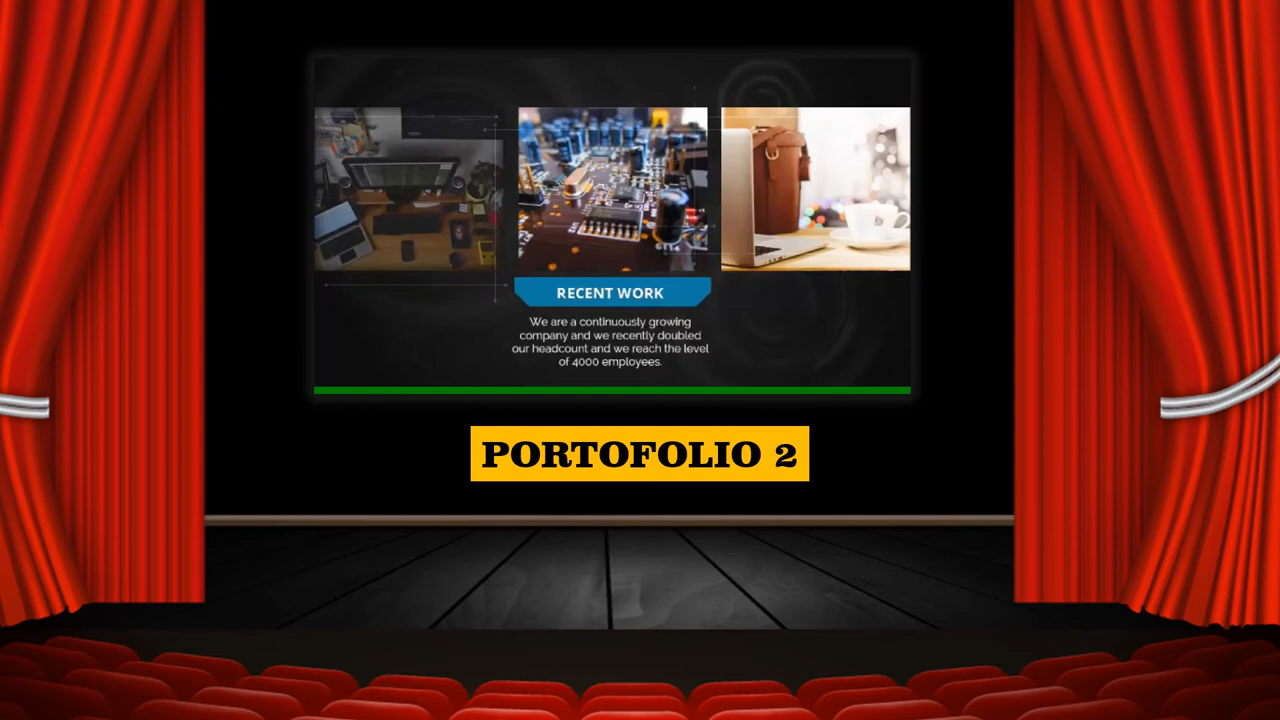 RECENT WORK
We are a continuously growing
company and we recently doubled
our headcount and we reach the level
of 4000 employees.
PORTOFOLIO 2